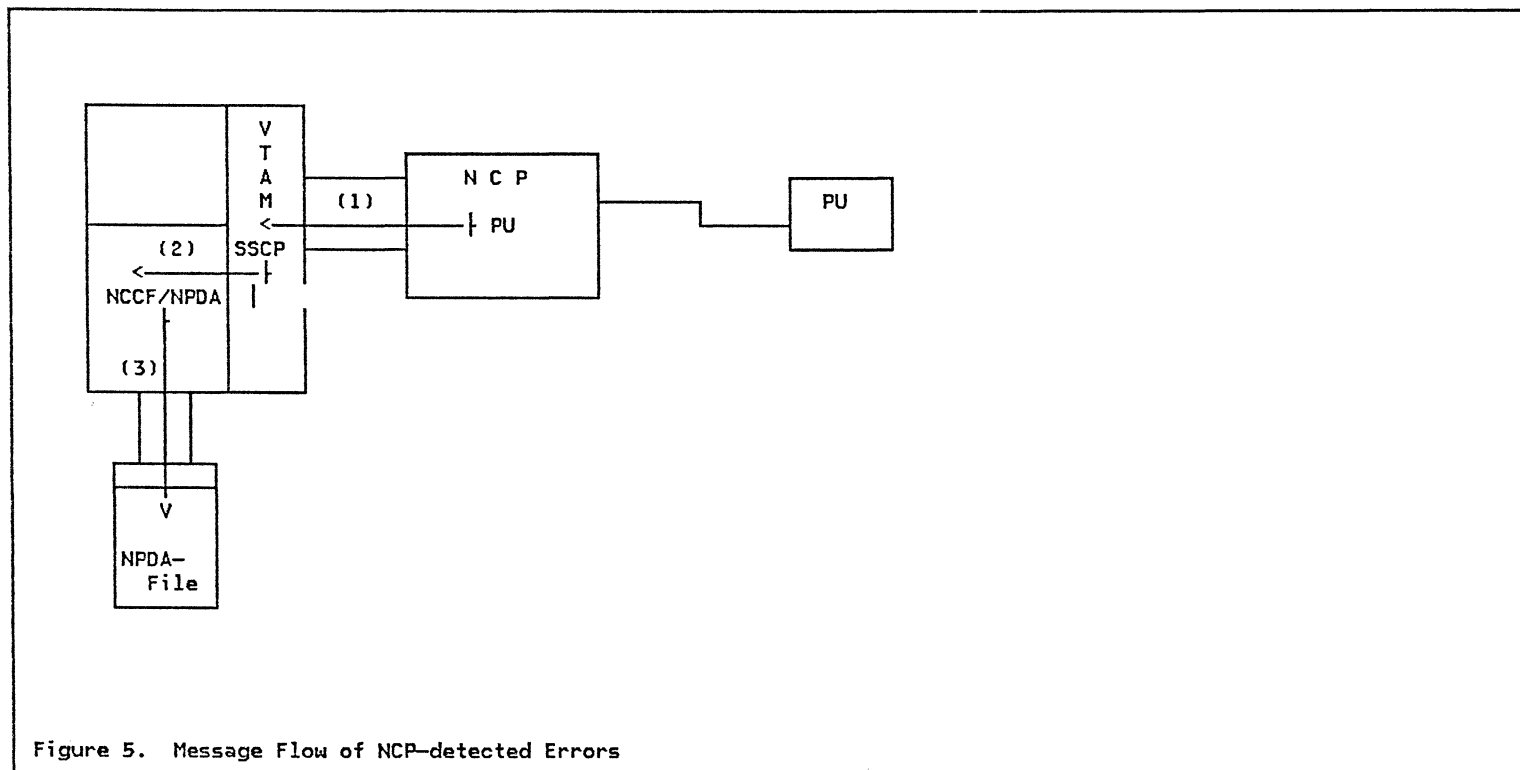 V
T
A
M
N C P
(1)
PU
PU
(2)
SSCP
NCCF/NPDA
(3)
V
NPDA—
File
Figure 5. Message Flow of NCP—detected Errors